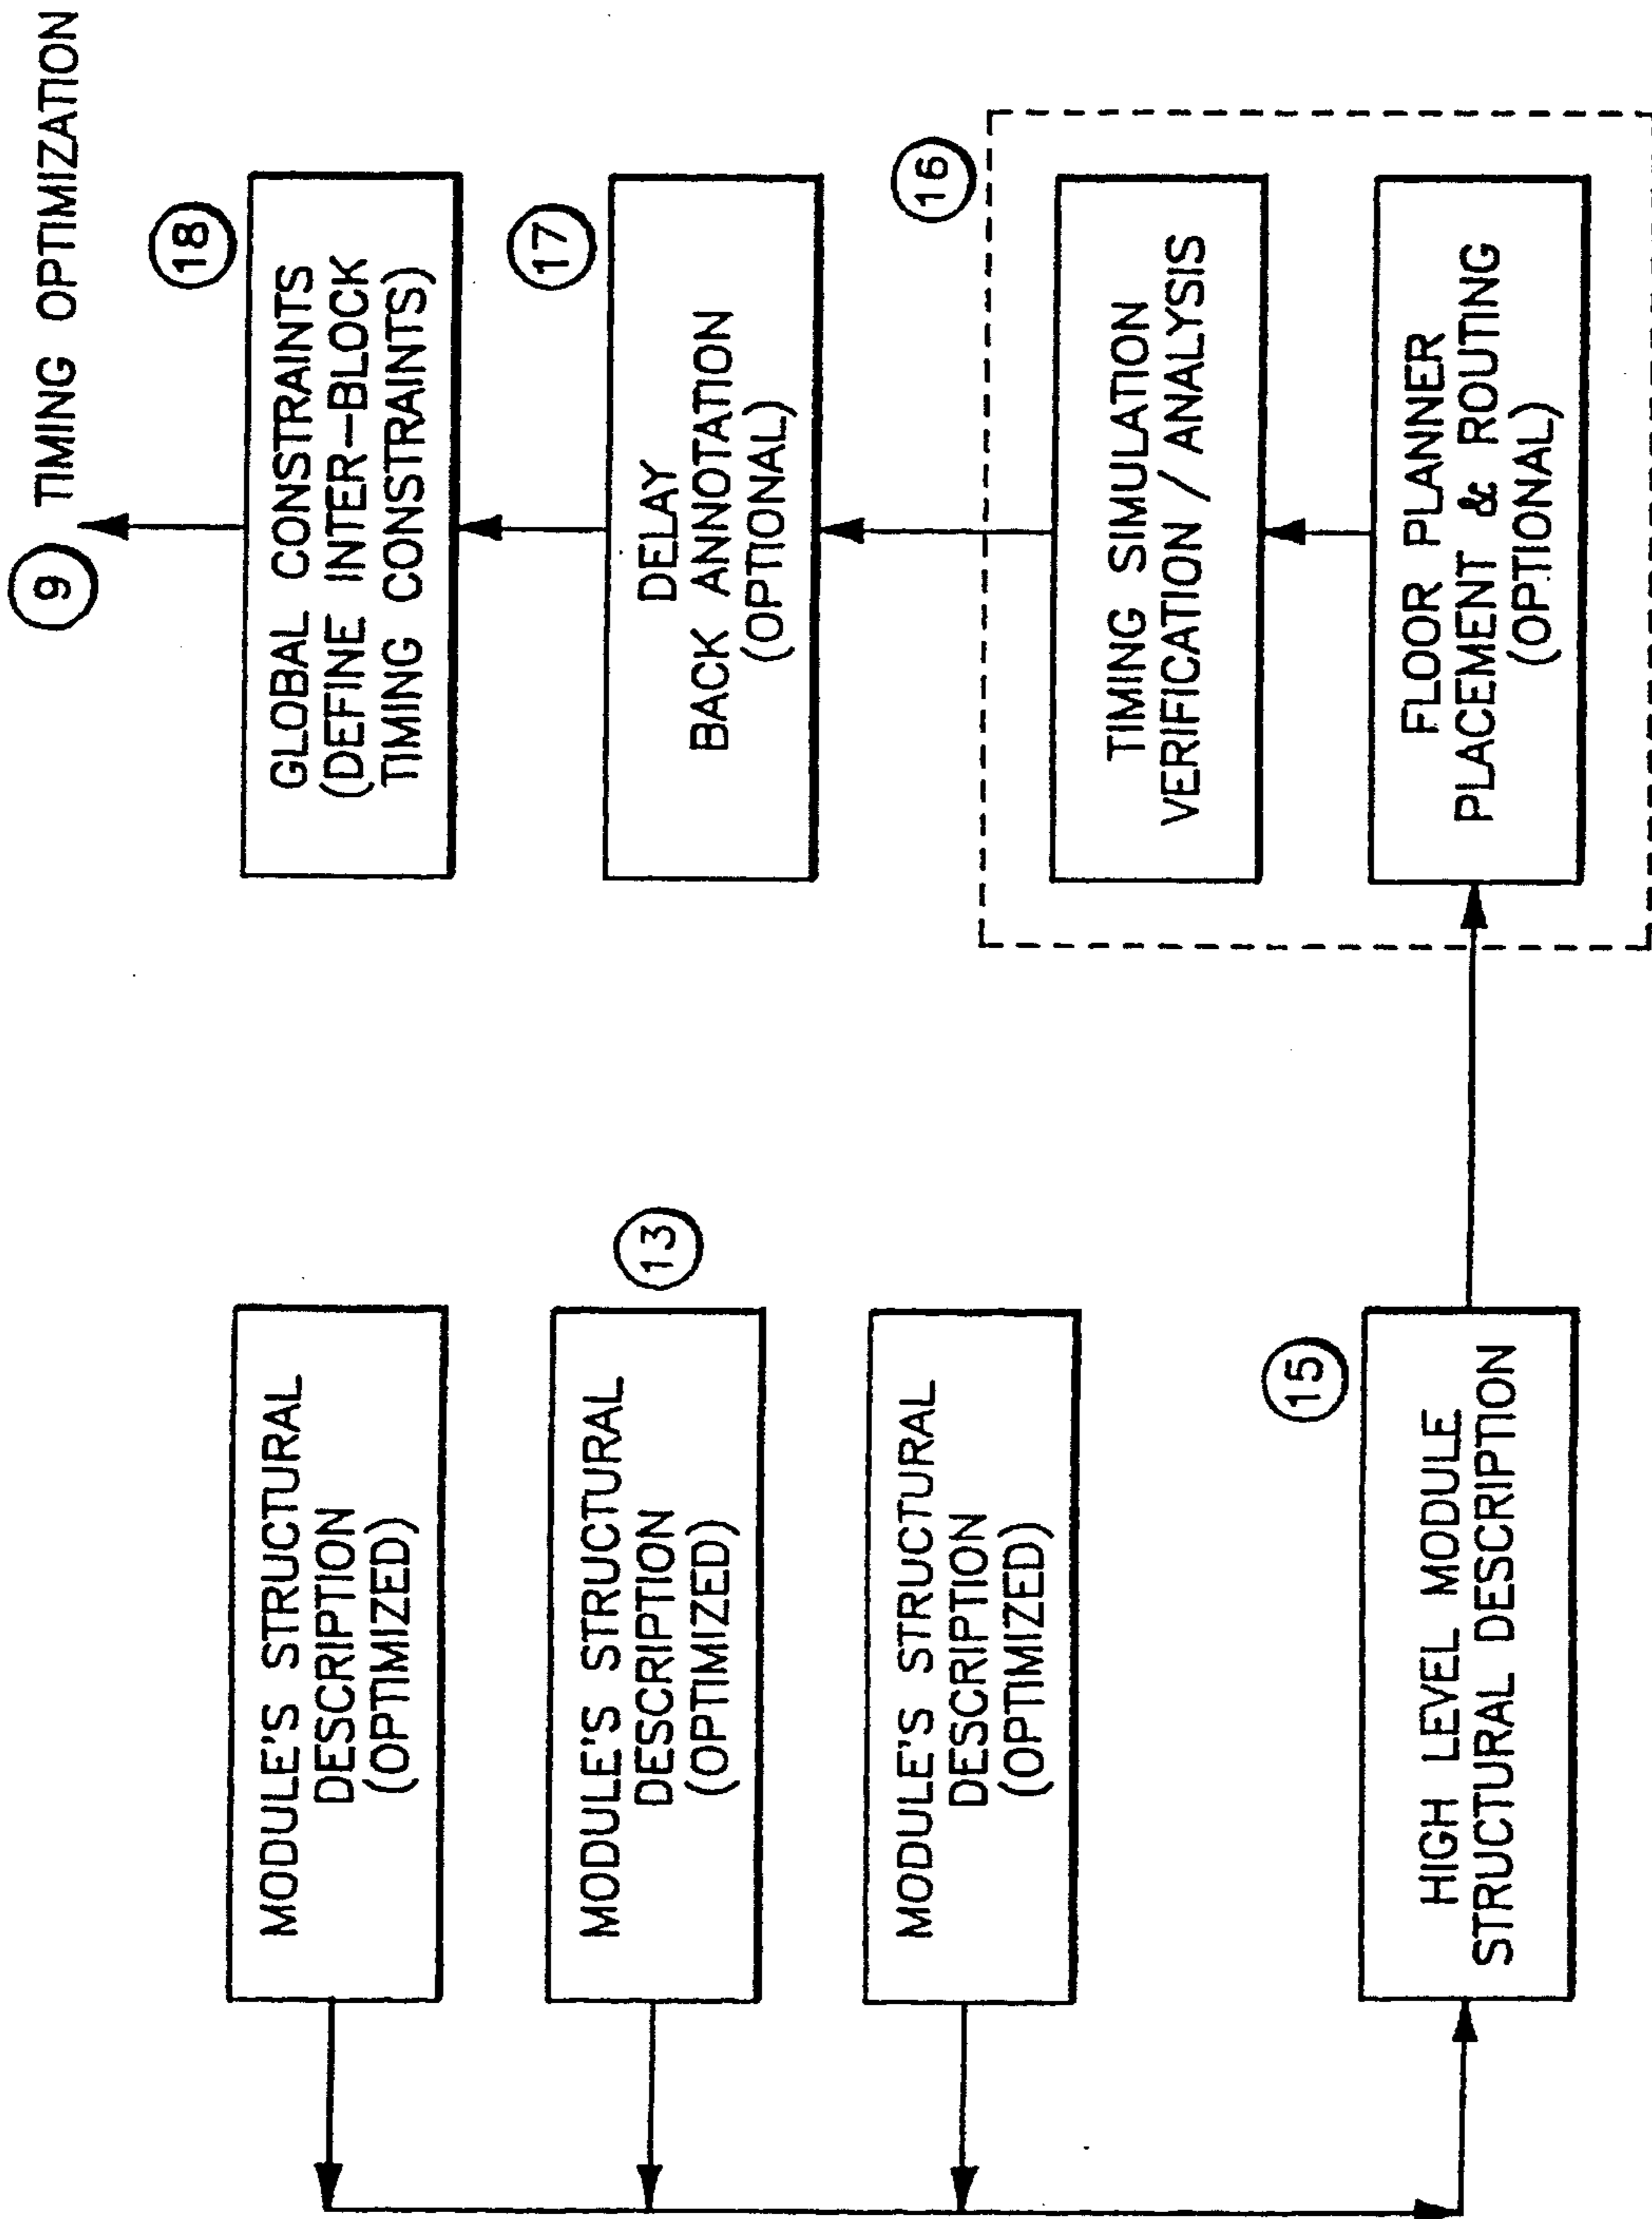 MODULE'S STRUCTURAL
DESCRIPTION
(OPTIMIZED)
MODULE'S STRUCTURAL
DESCRIPTION
(OPTIMIZED)
13
MODULE'S STRUCTURAL
DESCRIPTION
(OPTIMIZED)
15
HIGH LEVEL MODULE
STRUCTURAL DESCRIPTION
9 TIMING OPTIMIZATION
18
GLOBAL CONSTRAINTS
(DEFINE INTER-BLOCK
TIMING CONSTRAINTS)
17
DELAY
BACK ANNOTATION
(OPTIONAL)
16
TIMING SIMULATION
VERIFICATION / ANALYSIS
FLOOR PLANNER
PLACEMENT & ROUTING
(OPTIONAL)